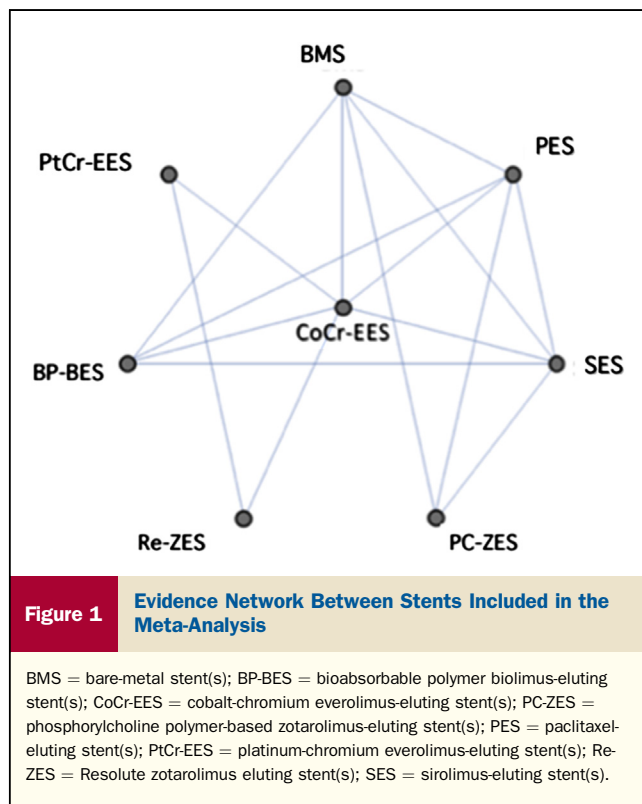 BMS
PES
PtCr-EES
CoCr-EES
BP-BES
SES
Re-ZES
PC-ZES
Figure 1
Evidence Network Between Stents Included in the
Meta-Analysis
BMS = bare-metal stent(s); BP-BES = bioabsorbable polymer biolimus-eluting
stent(s); CoCr-EES = cobalt-chromium everolimus-eluting stent(s); PC-ZES =
phosphorylcholine polymer-based zotarolimus-eluting stent(s); PES = paclitaxel-
eluting stent(s); PtCr-EES = platinum-chromium everolimus-eluting stent(s); Re-
ZES = Resolute zotarolimus eluting stent(s); SES = sirolimus-eluting stent(s).